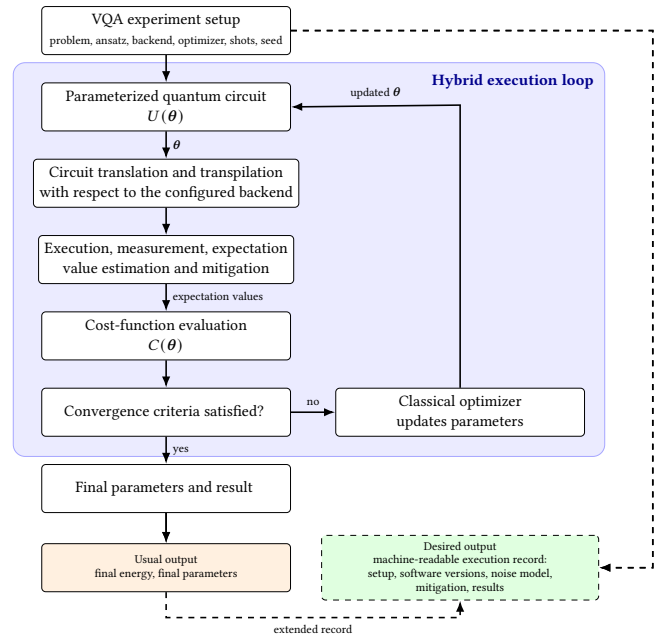 VQA experiment setup
problem, ansatz, backend, optimizer, shots, seed
Hybrid execution loop
Parameterized quantum circuit
U(θ)
updated θ
θ
Circuit translation and transpilation
with respect to the configured backend
Execution, measurement, expectation
value estimation and mitigation
expectation values
Cost-function evaluation
C(θ)
Convergence criteria satisfied?
no
Classical optimizer
updates parameters
yes
Final parameters and result
Usual output
final energy, final parameters
Desired output
machine-readable execution record:
setup, software versions, noise model,
mitigation, results
extended record